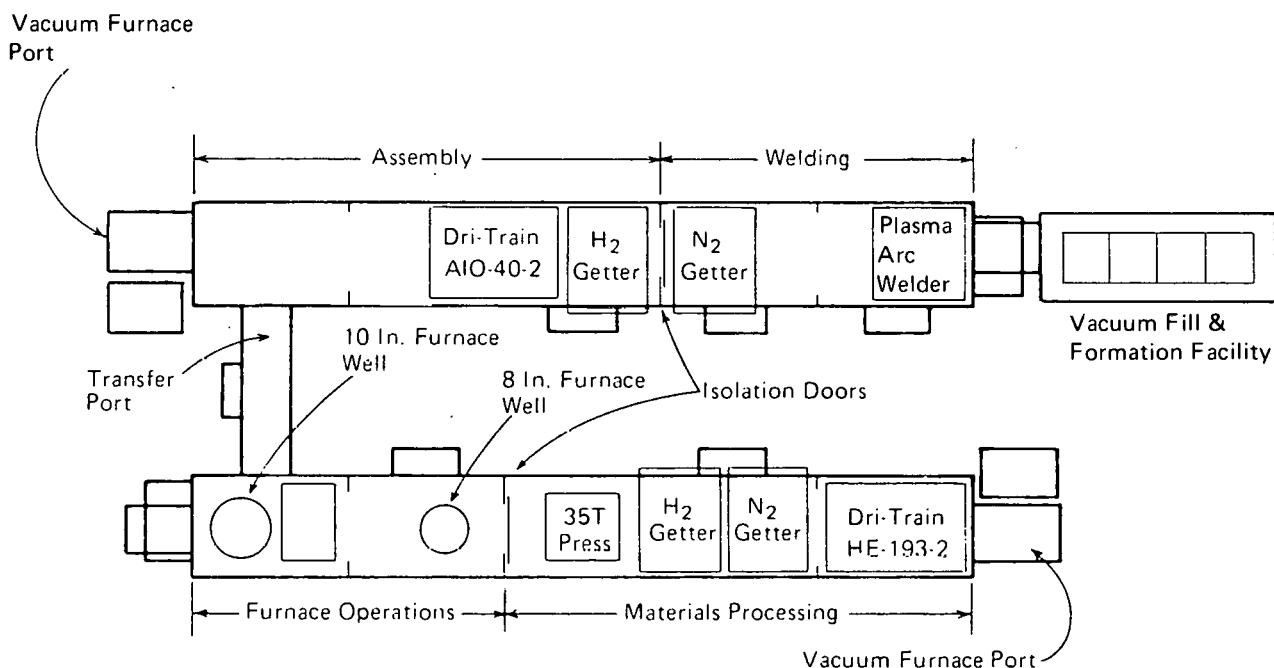 Vacuum Furnace
Port
Assembly
Welding
Dri-Train
AIO-40-2
H2
Getter
N2
Getter
Plasma
Arc
Welder
Vacuum Fill &
Formation Facility
Transfer
Port
10 In. Furnace
Well
8 In. Furnace
Well
Isolation Doors
35T
Press
H2
Getter
N2
Getter
Dri-Train
HE-193-2
Furnace Operations
Materials Processing
Vacuum Furnace Port